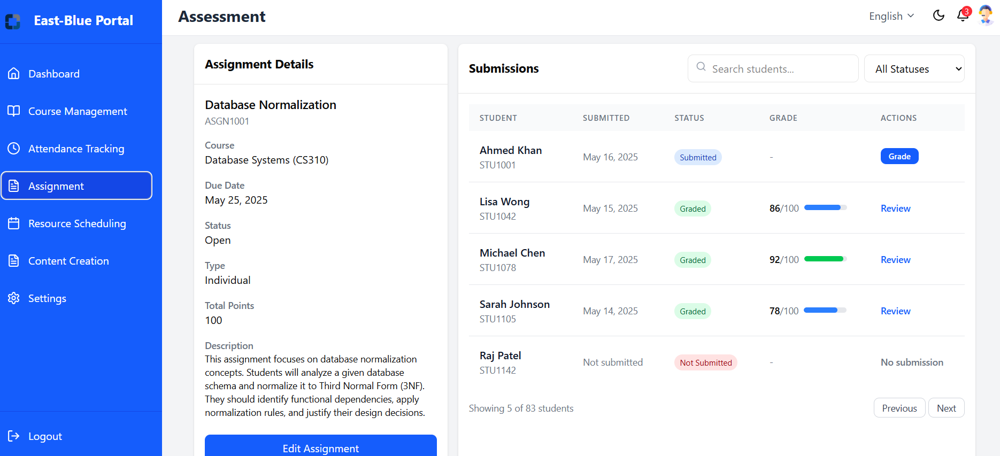 East-Blue Portal
Dashboard
Course Management
Attendance Tracking
Assignment
Resource Scheduling
Content Creation
Settings
Logout
Assessment
English
3
Assignment Details
Database Normalization
ASGN1001
Course
Database Systems (CS310)
Due Date
May 25, 2025
Status
Open
Type
Individual
Total Points
100
Description
This assignment focuses on database normalization
concepts. Students will analyze a given database
schema and normalize it to Third Normal Form (3NF).
They should identify functional dependencies, apply
normalization rules, and justify their design decisions.
Edit Assignment
Submissions
Search students...
All Statuses
STUDENT SUBMITTED STATUS GRADE ACTIONS
Ahmed Khan
STU1001
May 16, 2025 Submitted - Grade
Lisa Wong
STU1042
May 15, 2025 Graded 86/100 Review
Michael Chen
STU1078
May 17, 2025 Graded 92/100 Review
Sarah Johnson
STU1105
May 14, 2025 Graded 78/100 Review
Raj Patel
STU1142
Not submitted Not Submitted - No submission
Showing 5 of 83 students
Previous Next